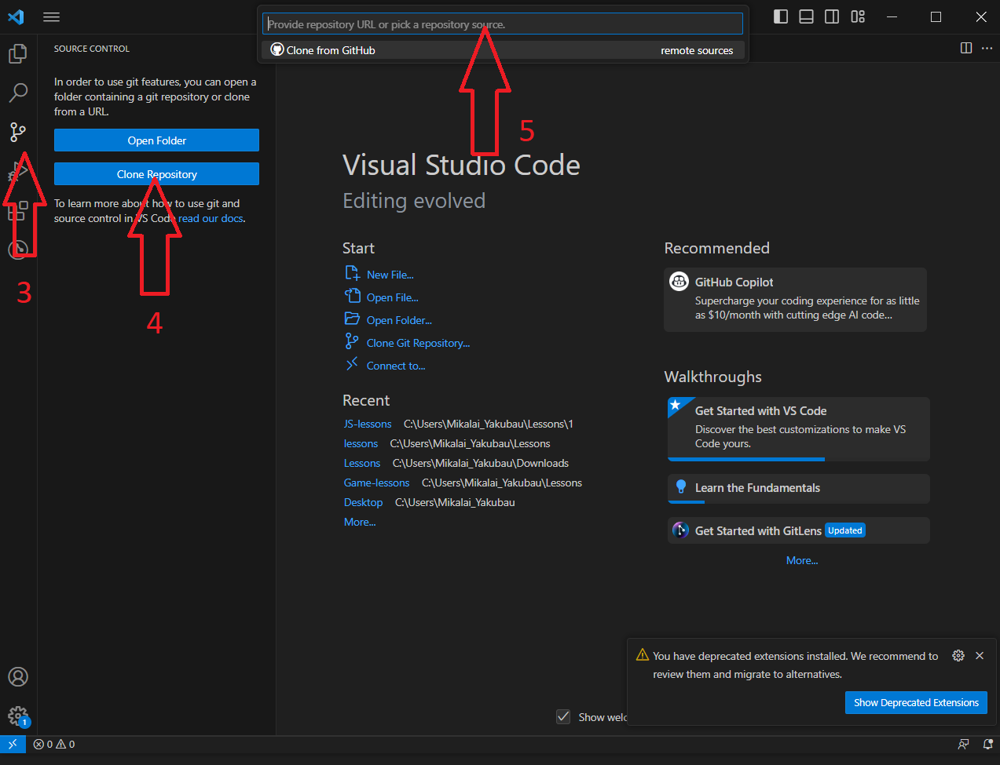 Provide repository URL or pick a repository source.
Clone from GitHub remote sources
SOURCE CONTROL
In order to use git features, you can open a
folder containing a git repository or clone
from a URL.
Open Folder
Clone Repository
To learn more about how to use git and
source control in VS Code read our docs.
3
4
5
Visual Studio Code
Editing evolved
Start
New File...
Open File...
Open Folder...
Clone Git Repository...
Connect to...
Recent
JS-lessons C:\Users\Mikalai_Yakubau\Lessons\1
lessons C:\Users\Mikalai_Yakubau\Lessons
Lessons C:\Users\Mikalai_Yakubau\Downloads
Game-lessons C:\Users\Mikalai_Yakubau\Lessons
Desktop C:\Users\Mikalai_Yakubau
More...
Recommended
GitHub Copilot
Supercharge your coding experience for as little
as $10/month with cutting edge AI code...
Walkthroughs
Get Started with VS Code
Discover the best customizations to make VS
Code yours.
Learn the Fundamentals
Get Started with GitLens Updated
More...
You have deprecated extensions installed. We recommend to
review them and migrate to alternatives.
Show Deprecated Extensions
Show welc
1
0 0